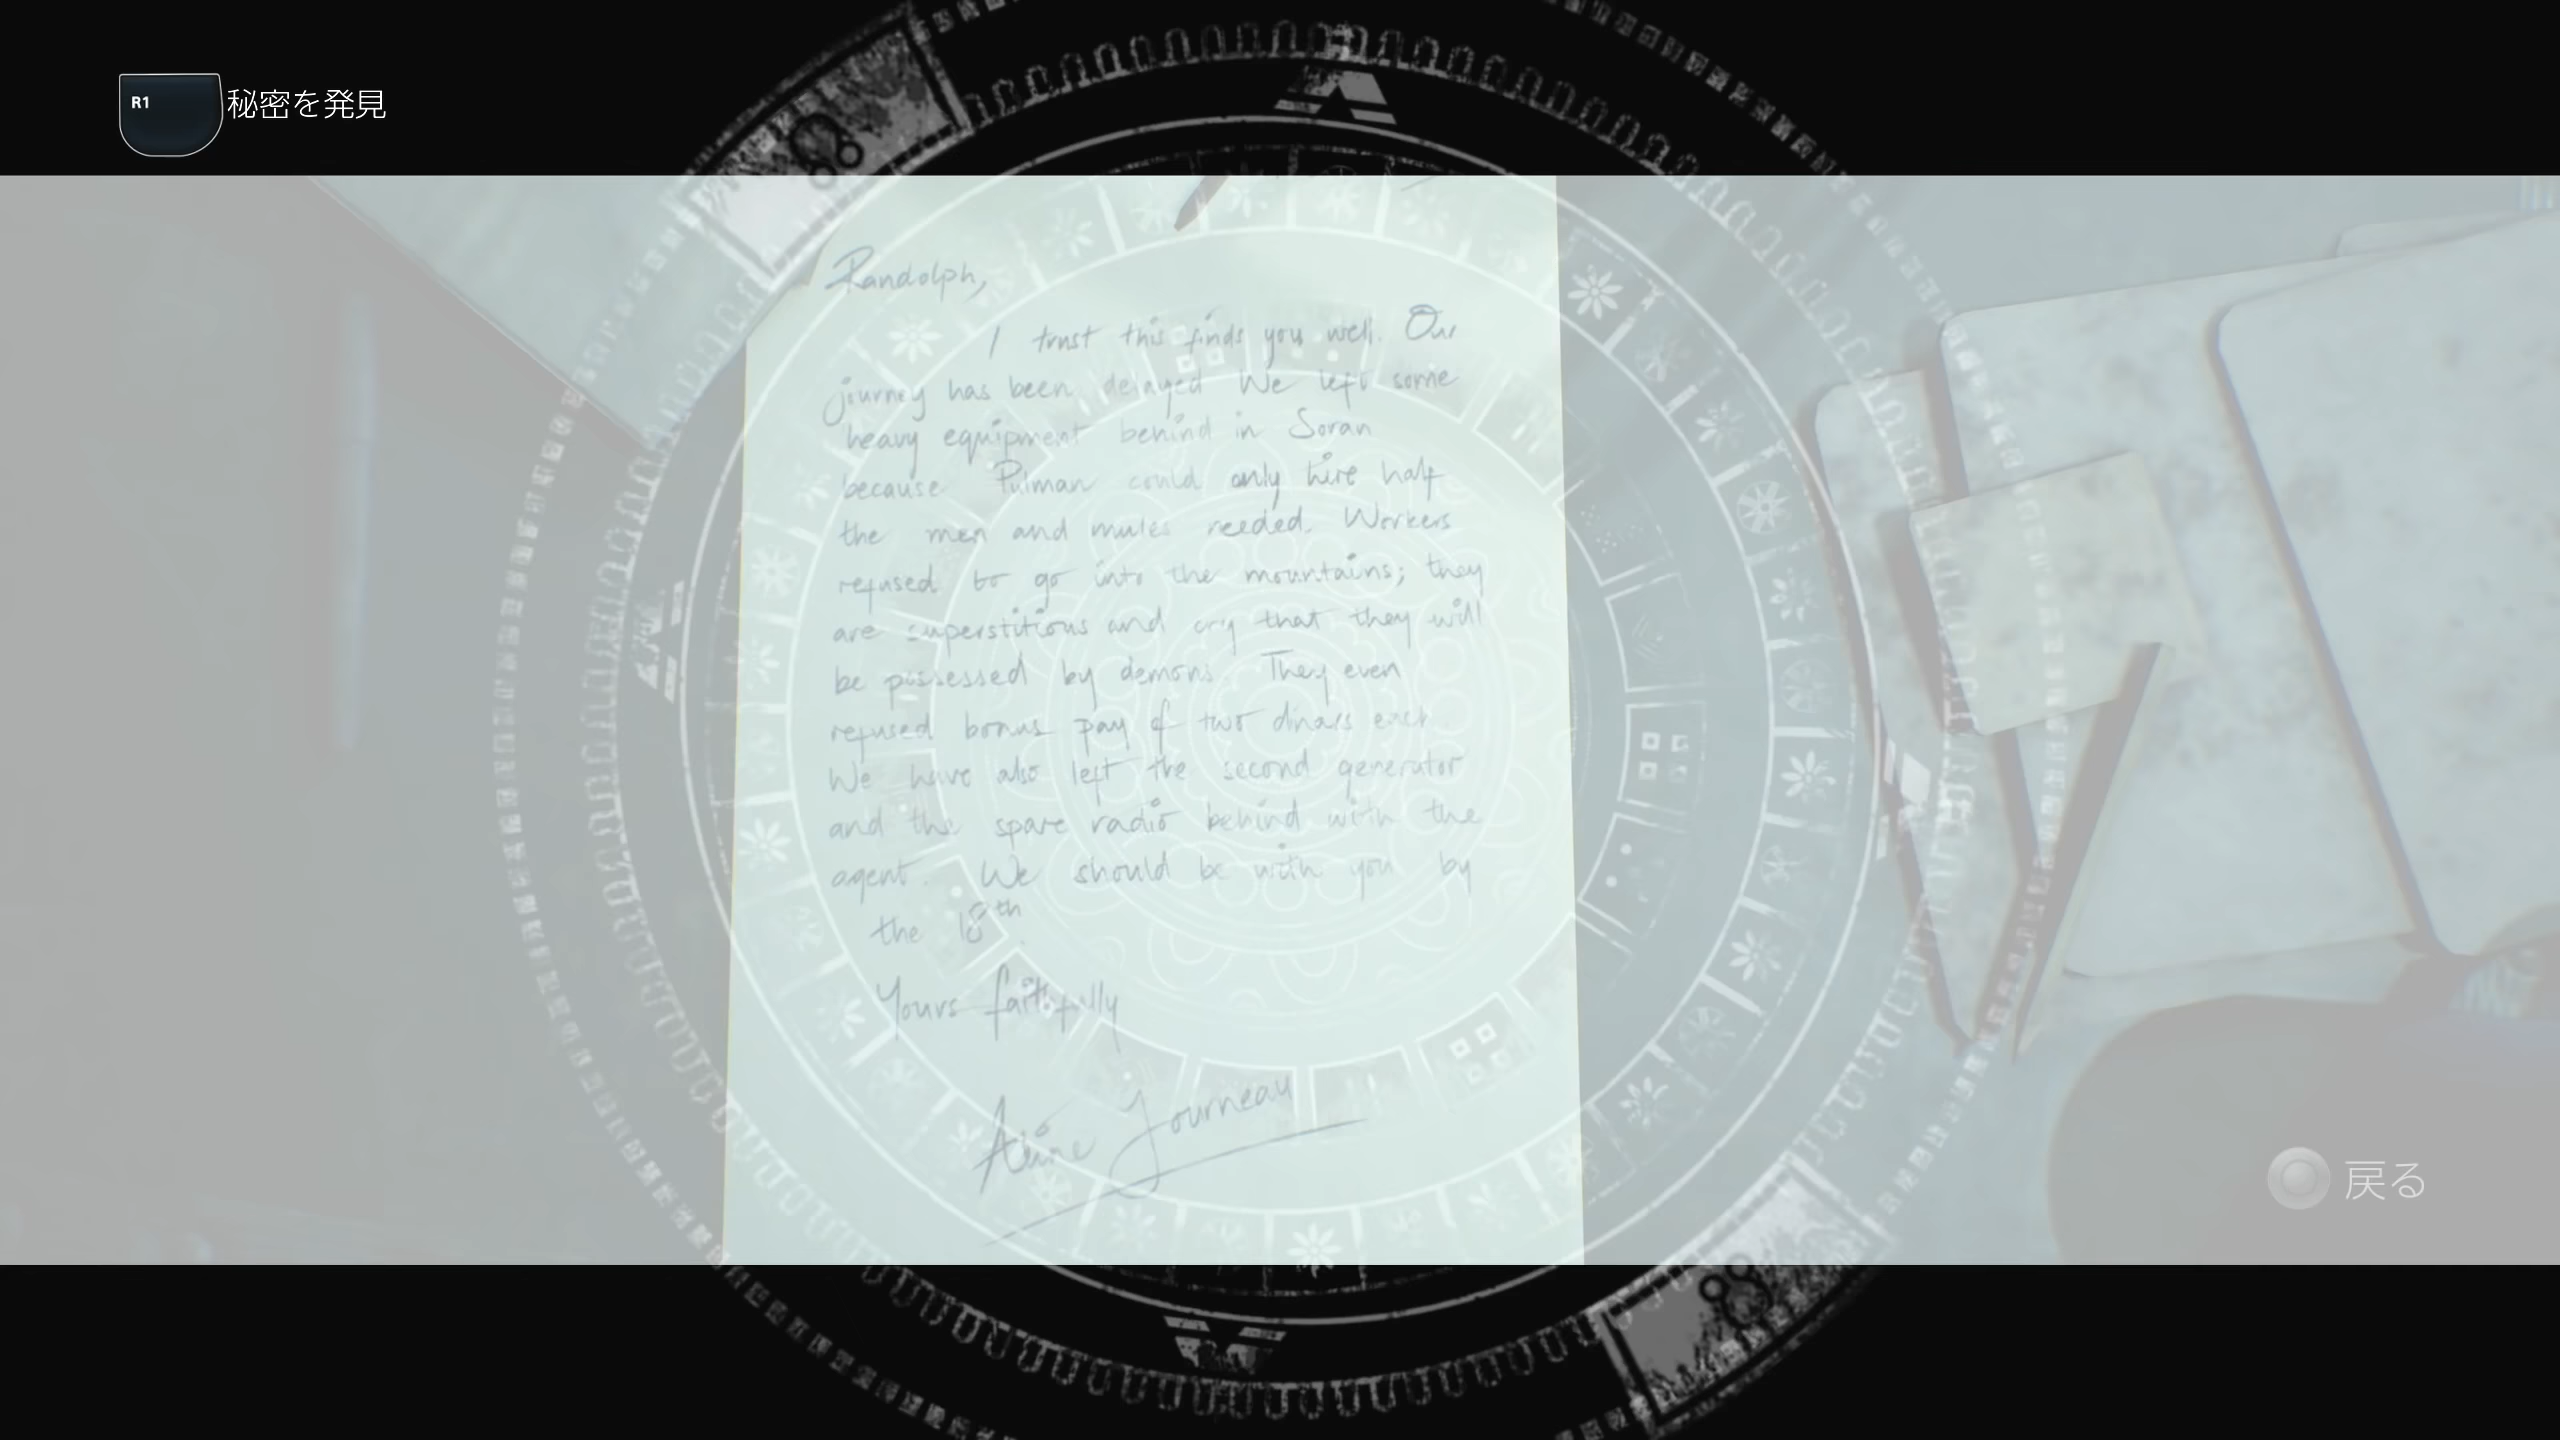 R1 秘密を発見
Randolph,
I trust this finds you well. Our
journey has been delayed We left some
heavy equipment behind in Soran
because Pulman could only hire half
the men and mules needed. Workers
refused to go into the mountains; they
are superstitious and cry that they will
be possessed by demons. They even
refused bonus pay of two dinars each.
We have also left the second generator
and the spare radio behind with the
agent. We should be with you by
the 18th.
Yours faithfully
Aline Journeau
戻る